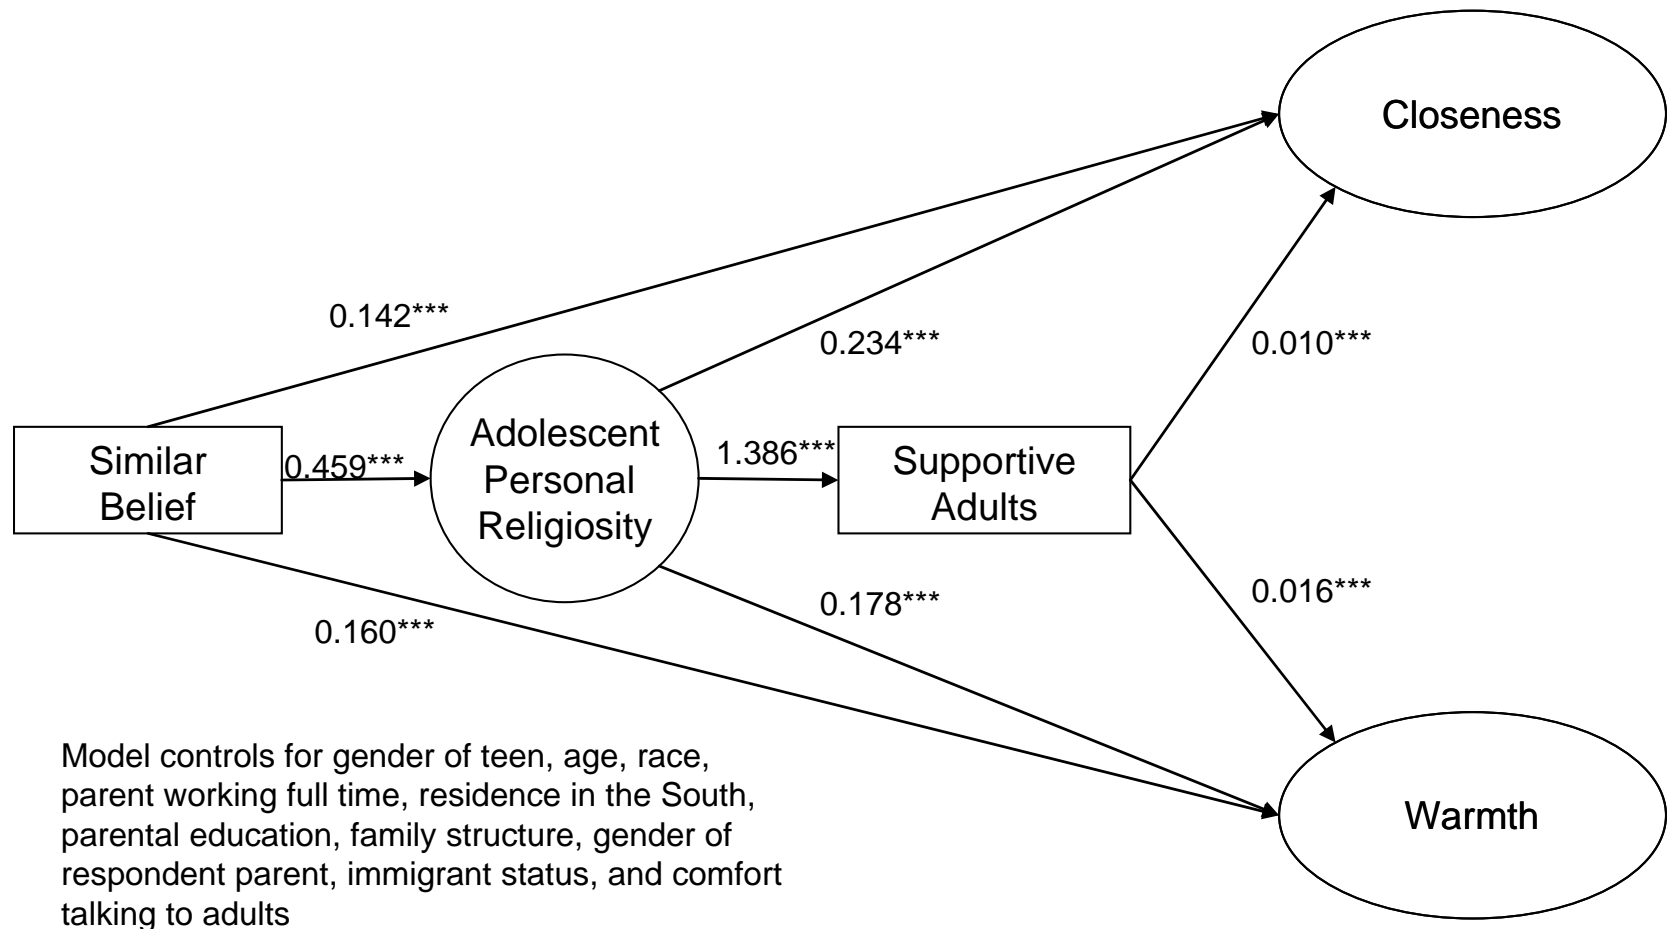 Closeness
0.142***
0.234***
0.010***
Similar
Belief
0.459***
Adolescent
Personal
Religiosity
1.386***
Supportive
Adults
0.160***
0.178***
0.016***
Model controls for gender of teen, age, race,
parent working full time, residence in the South,
parental education, family structure, gender of
respondent parent, immigrant status, and comfort
talking to adults
Warmth